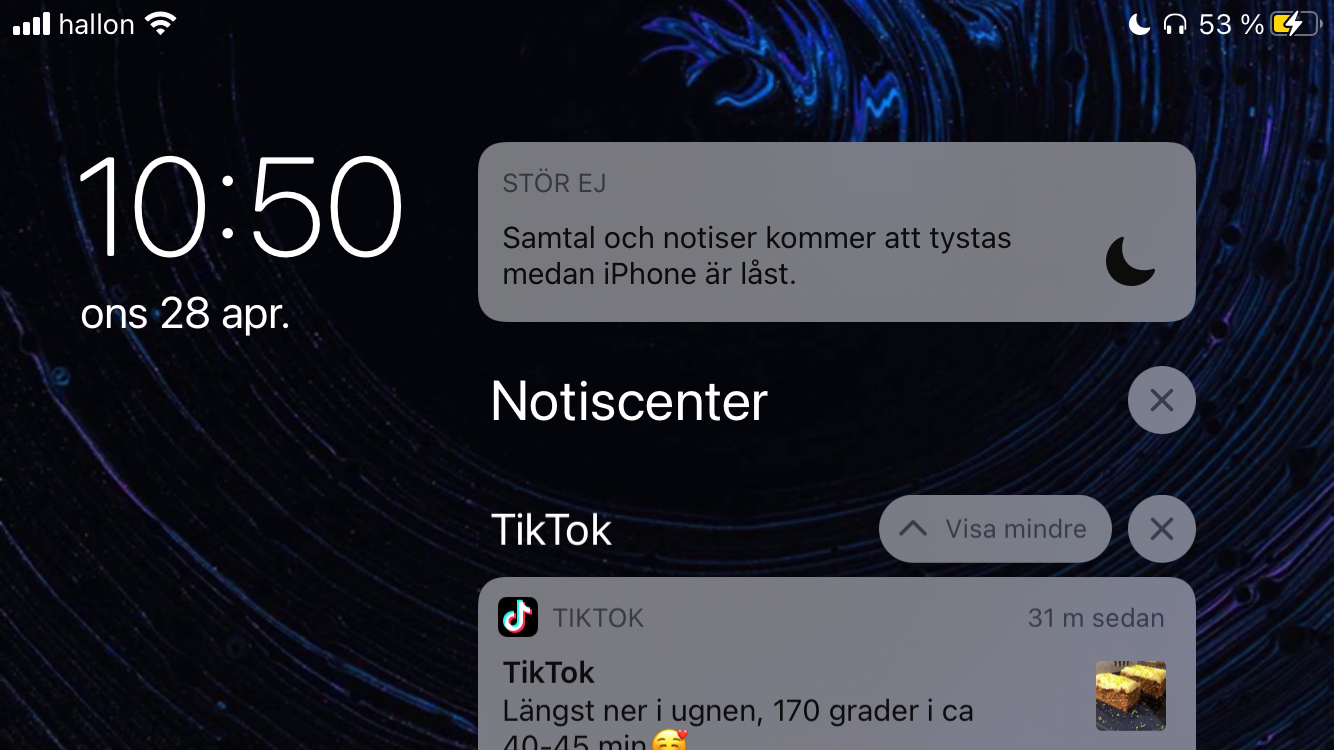 hallon
53 %
10:50
ons 28 apr.
STÖR EJ
Samtal och notiser kommer att tystas
medan iPhone är låst.
Notiscenter
TikTok
Visa mindre
TIKTOK
31 m sedan
TikTok
Längst ner i ugnen, 170 grader i ca
40-45 min🥰